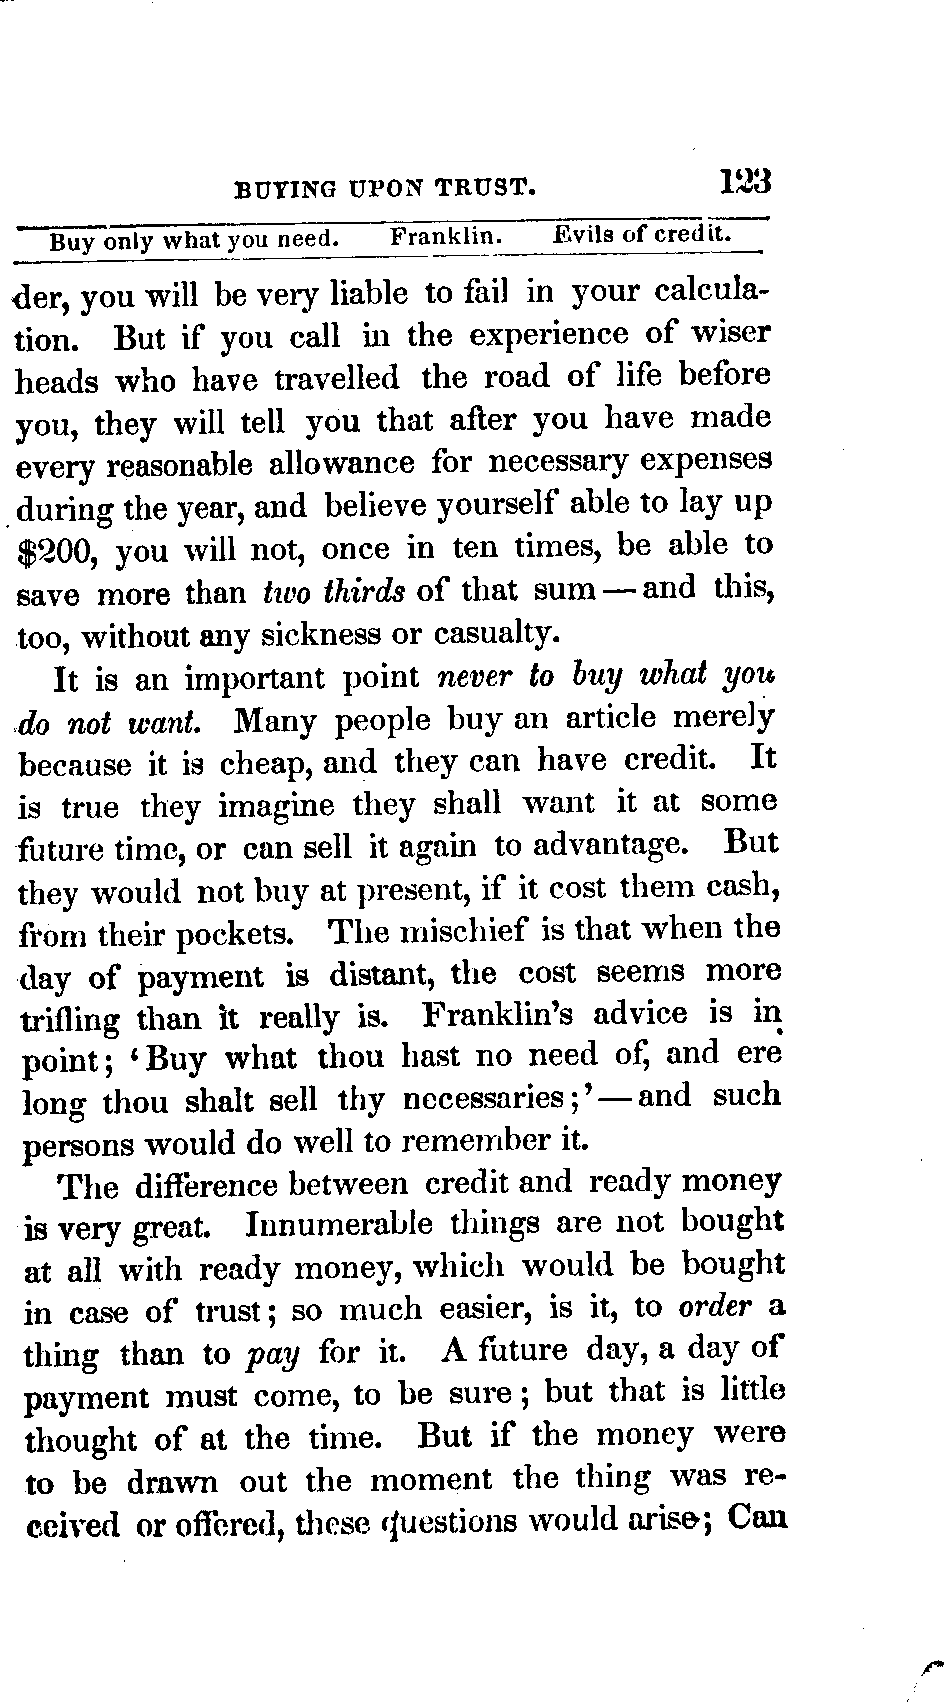 BUYING UPON TRUST. 123
Buy only what you need. Franklin. Evils of credit.
der, you will be very liable to fail in your calcula-
tion. But if you call in the experience of wiser
heads who have travelled the road of life before
you, they will tell you that after you have made
every reasonable allowance for necessary expenses
during the year, and believe yourself able to lay up
$200, you will not, once in ten times, be able to
save more than two thirds of that sum — and this,
too, without any sickness or casualty.
It is an important point never to buy what you
do not want. Many people buy an article merely
because it is cheap, and they can have credit. It
is true they imagine they shall want it at some
future time, or can sell it again to advantage. But
they would not buy at present, if it cost them cash,
from their pockets. The mischief is that when the
day of payment is distant, the cost seems more
trifling than it really is. Franklin's advice is in
point; 'Buy what thou hast no need of, and ere
long thou shalt sell thy necessaries;' — and such
persons would do well to remember it.
The difference between credit and ready money
is very great. Innumerable things are not bought
at all with ready money, which would be bought
in case of trust; so much easier, is it, to order a
thing than to pay for it. A future day, a day of
payment must come, to be sure; but that is little
thought of at the time. But if the money were
to be drawn out the moment the thing was re-
ceived or offered, these questions would arise; Can